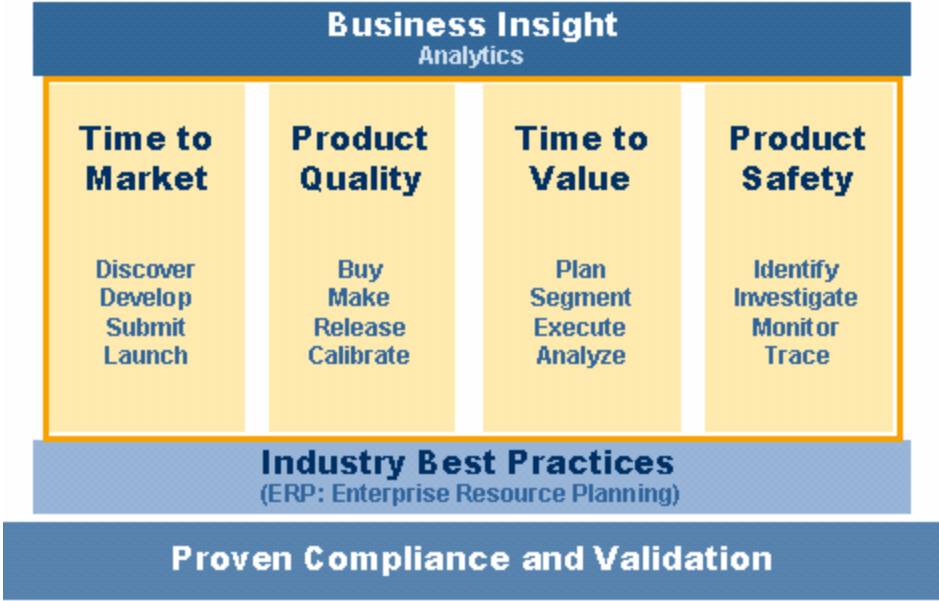 Business Insight
Analytics
Time to
Market
Discover
Develop
Submit
Launch
Product
Quality
Buy
Make
Release
Calibrate
Time to
Value
Plan
Segment
Execute
Analyze
Product
Safety
Identify
Investigate
Monitor
Trace
Industry Best Practices
(ERP: Enterprise Resource Planning)
Proven Compliance and Validation